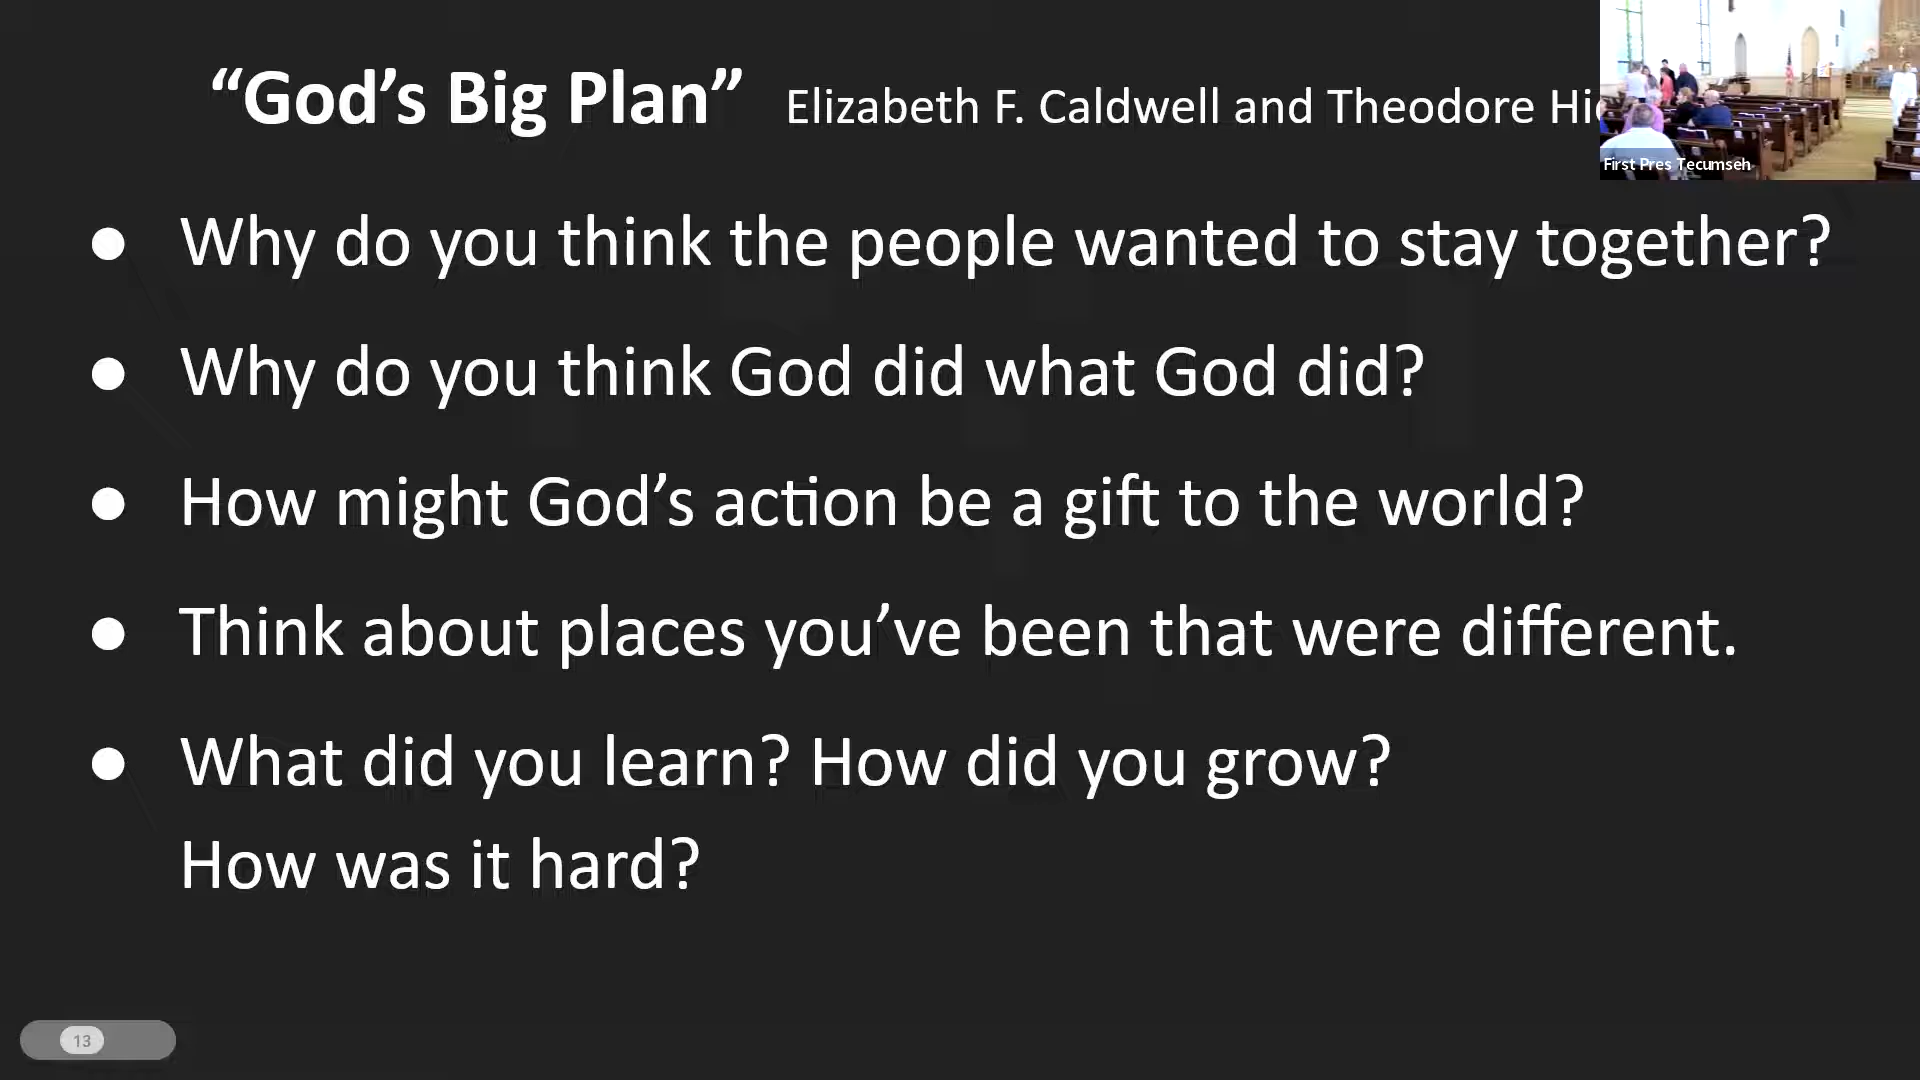 “God’s Big Plan” Elizabeth F. Caldwell and Theodore
First Pres Tecumseh
● Why do you think the people wanted to stay together?
● Why do you think God did what God did?
● How might God’s action be a gift to the world?
● Think about places you’ve been that were different.
● What did you learn? How did you grow?
How was it hard?
13